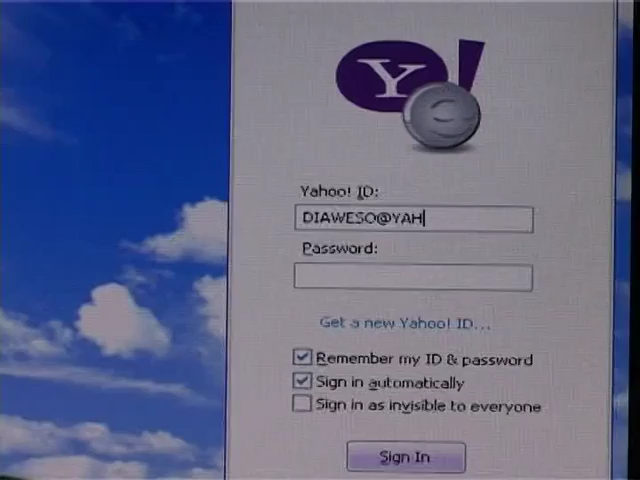 Y!
Yahoo! ID:
DIAWESO@YAH
Password:
Get a new Yahoo! ID...
Remember my ID & password
Sign in automatically
Sign in as invisible to everyone
Sign In